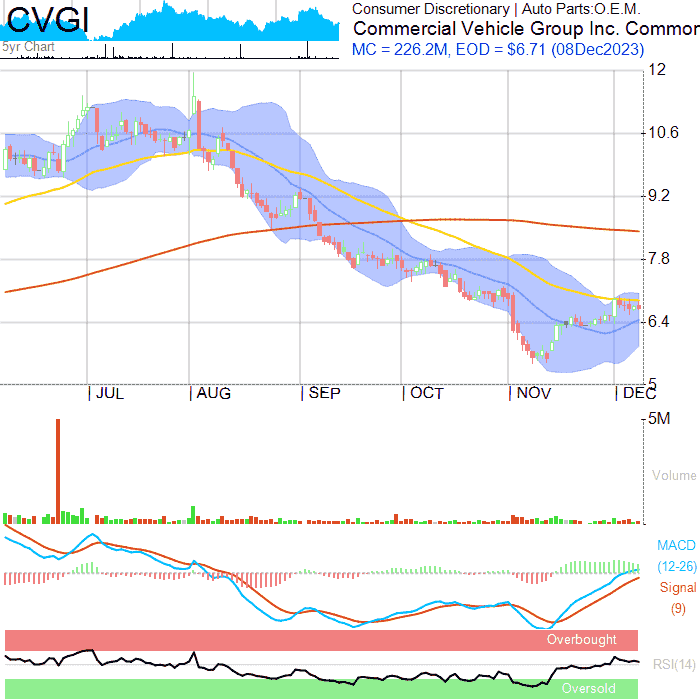 CVGI
5yr Chart
Consumer Discretionary | Auto Parts:O.E.M.
Commercial Vehicle Group Inc. Common
MC = 226.2M, EOD = $6.71 (08Dec2023)
12
10.6
9.2
7.8
6.4
5
JUL AUG SEP OCT NOV DEC
5M
Volume
MACD
(12-26)
Signal
(9)
Overbought
RSI(14)
Oversold